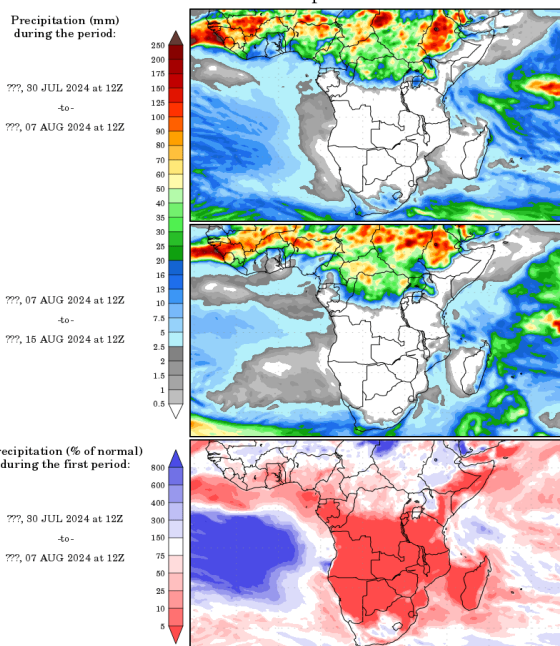 Precipitation (mm)
during the period:
???, 30 JUL 2024 at 12Z
-to-
???, 07 AUG 2024 at 12Z
250
200
175
150
125
100
90
80
70
60
50
40
35
30
25
20
16
13
10
7.5
5
2.5
2
1.5
1
0.5
???, 07 AUG 2024 at 12Z
-to-
???, 15 AUG 2024 at 12Z
recipitation (% of normal)
during the first period:
800
600
400
300
150
75
50
25
10
5
???, 30 JUL 2024 at 12Z
-to-
???, 07 AUG 2024 at 12Z